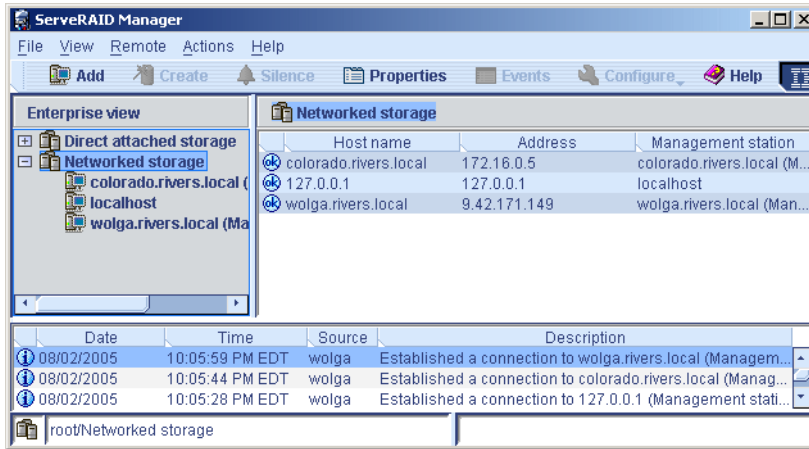 ServeRAID Manager
File View Remote Actions Help
Add Create Silence Properties Events Configure Help
Enterprise view
Networked storage
Direct attached storage
Networked storage
colorado.rivers.local (
localhost
wolga.rivers.local (Ma
Host name Address Management station
colorado.rivers.local 172.16.0.5 colorado.rivers.local (M...
127.0.0.1 127.0.0.1 localhost
wolga.rivers.local 9.42.171.149 wolga.rivers.local (Man...
Date Time Source Description
08/02/2005 10:05:59 PM EDT wolga Established a connection to wolga.rivers.local (Managem...
08/02/2005 10:05:44 PM EDT wolga Established a connection to colorado.rivers.local (Manag...
08/02/2005 10:05:28 PM EDT wolga Established a connection to 127.0.0.1 (Management stati...
root/Networked storage